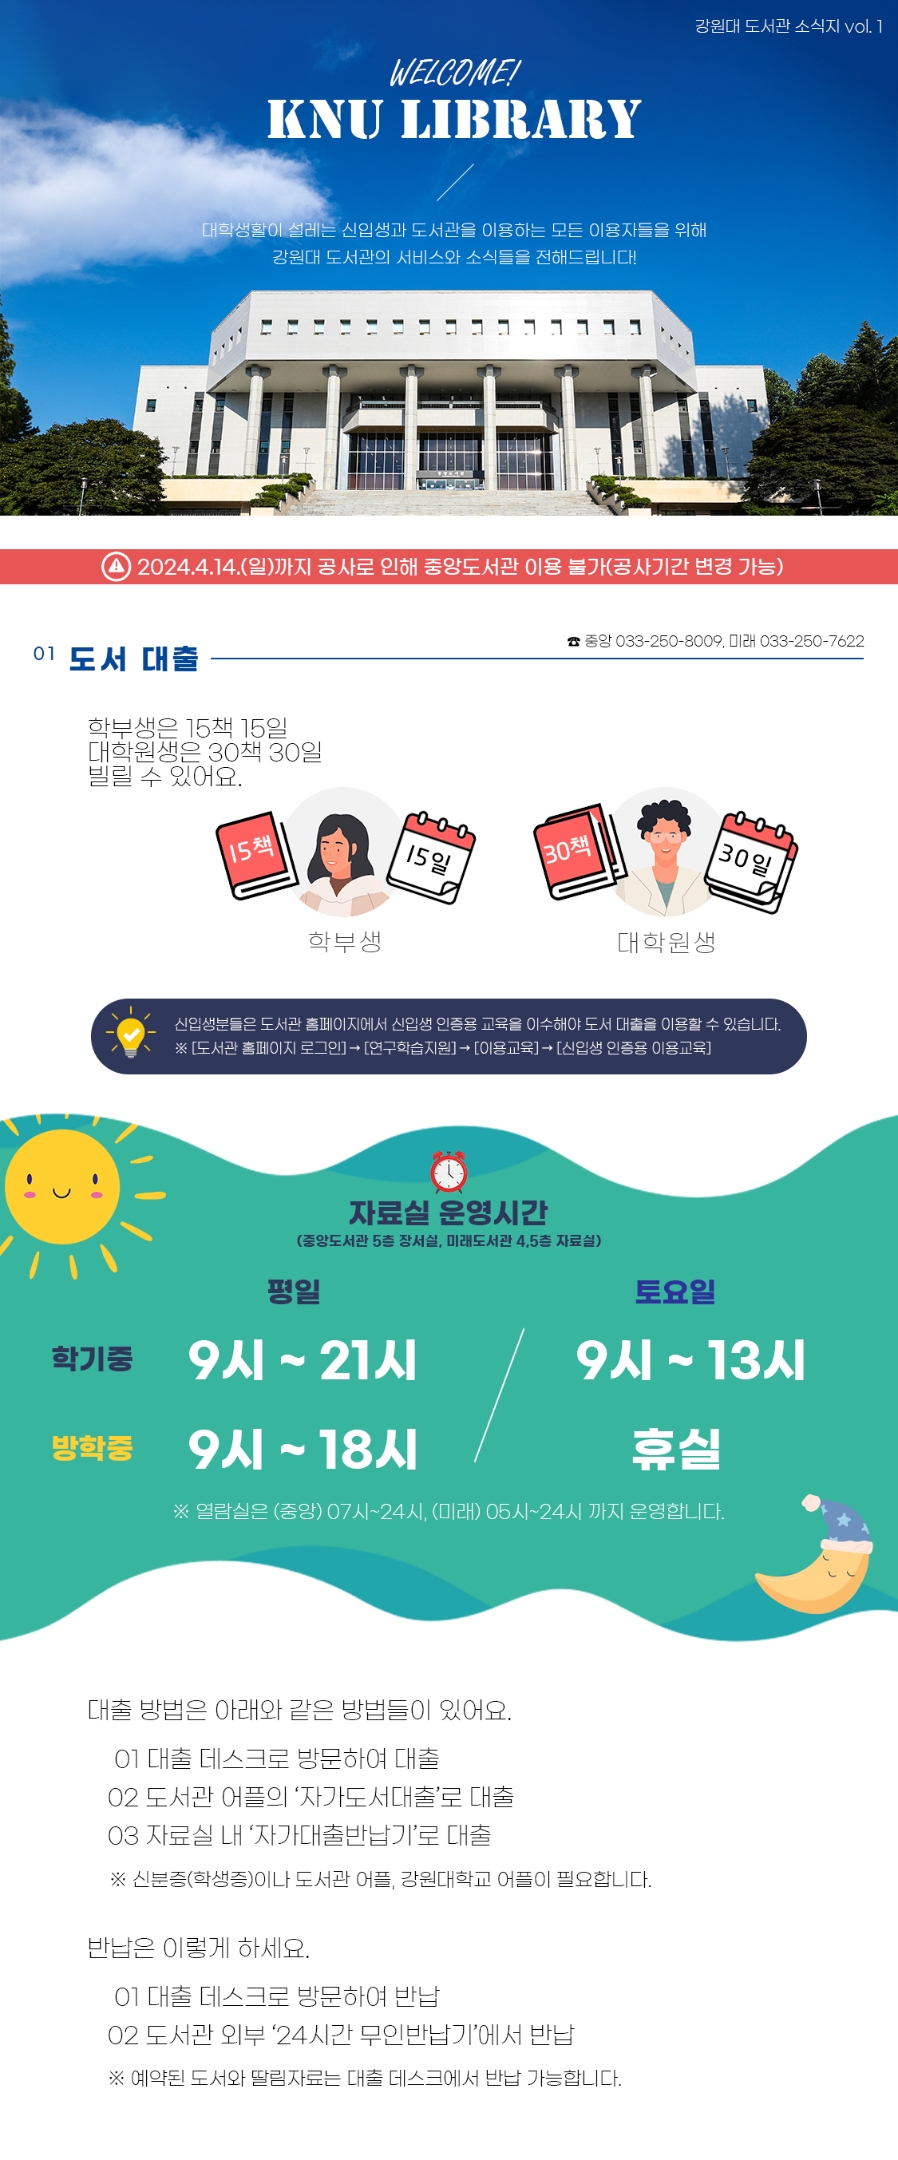 강원대 도서관 소식지 vol. 1
WELCOME!
KNU LIBRARY
대학생활이 설레는 신입생과 도서관을 이용하는 모든 이용자들을 위해
강원대 도서관의 서비스와 소식들을 전해드립니다!
2024.4.14.(일)까지 공사로 인해 중앙도서관 이용 불가(공사기간 변경 가능)
☎ 중앙 033-250-8009, 미래 033-250-7622
01 도서 대출
학부생은 15책 15일
대학원생은 30책 30일
빌릴 수 있어요.
15책 15일 30책 30일
학부생 대학원생
신입생분들은 도서관 홈페이지에서 신입생 인증용 교육을 이수해야 도서 대출을 이용할 수 있습니다.
※ [도서관 홈페이지 로그인]→ [연구학습지원]→ [이용교육]→ [신입생 인증용 이용교육]
자료실 운영시간
(중앙도서관 5층 장서실, 미래도서관 4,5층 자료실)
평일 토요일
학기중 9시 ~ 21시 9시 ~ 13시
방학중 9시 ~ 18시 휴실
※ 열람실은 (중앙) 07시~24시, (미래) 05시~24시 까지 운영합니다.
대출 방법은 아래와 같은 방법들이 있어요.
01 대출 데스크로 방문하여 대출
02 도서관 어플의 ‘자가도서대출’로 대출
03 자료실 내 ‘자가대출반납기’로 대출
※ 신분증(학생증)이나 도서관 어플, 강원대학교 어플이 필요합니다.
반납은 이렇게 하세요.
01 대출 데스크로 방문하여 반납
02 도서관 외부 ‘24시간 무인반납기’에서 반납
※ 예약된 도서와 딸림자료는 대출 데스크에서 반납 가능합니다.